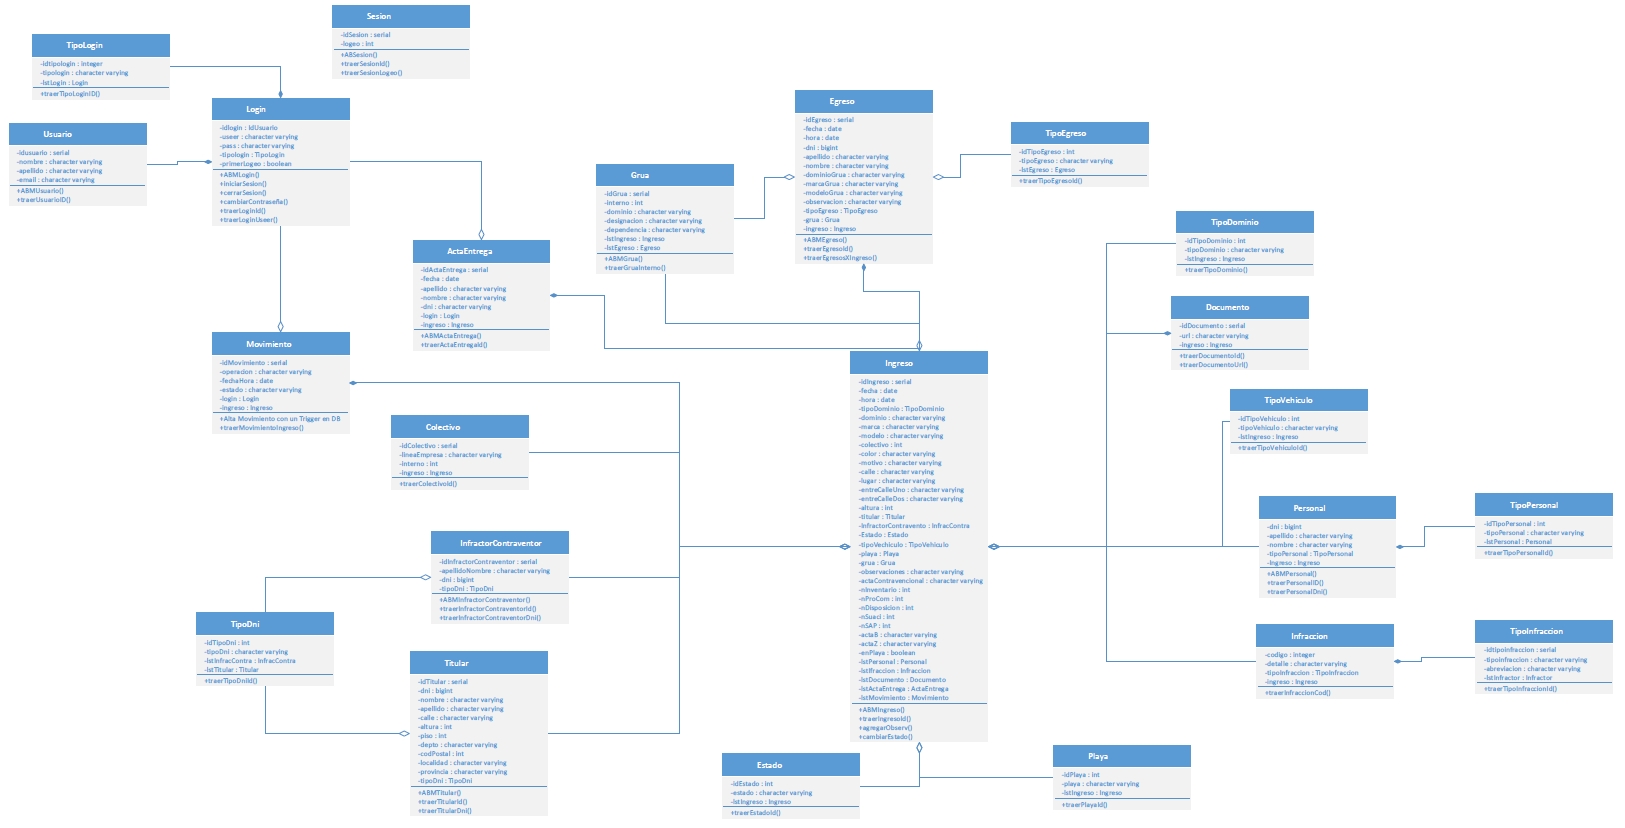 Sesion
-idSesion : serial
-logeo : int
+ABSesion()
+traerSesionId()
+traerSesionLogeo()
TipoLogin
-idtipologin : integer
-tipologin : character varying
-lstLogin : Login
+traerTipoLoginID()
Usuario
-idusuario : serial
-nombre : character varying
-apellido : character varying
-email : character varying
+ABMUsuario()
+traerUsuarioID()
Login
-idlogin : IdUsuario
-useer : character varying
-pass : character varying
-tipologin : TipoLogin
-primerLogeo : boolean
+ABMLogin()
+iniciarSesion()
+cerrarSesion()
+cambiarContraseña()
+traerLoginId()
+traerLoginUseer()
ActaEntrega
-idActaEntrega : serial
-fecha : date
-apellido : character varying
-nombre : character varying
-dni : character varying
-login : Login
-ingreso : Ingreso
+ABMActaEntrega()
+traerActaEntregaId()
Grua
-idGrua : serial
-interno : int
-dominio : character varying
-designacion : character varying
-dependencia : character varying
-lstIngreso : Ingreso
-lstEgreso : Egreso
+ABMGrua()
+traerGruaInterno()
Egreso
-idEgreso : serial
-fecha : date
-hora : date
-dni : bigint
-apellido : character varying
-nombre : character varying
-dominioGrua : character varying
-marcaGrua : character varying
-modeloGrua : character varying
-observacion : character varying
-tipoEgreso : TipoEgreso
-grua : Grua
-ingreso : Ingreso
+ABMEgreso()
+traerEgresoId()
+traerEgresosXIngreso()
TipoEgreso
-idTipoEgreso : int
-tipoEgreso : character varying
-lstEgreso : Egreso
+traerTipoEgresoId()
TipoDominio
-idTipoDominio : int
-tipoDominio : character varying
-lstIngreso : Ingreso
+traerTipoDominio()
Documento
-idDocumento : serial
-url : character varying
-ingreso : Ingreso
+traerDocumentoId()
+traerDocumentoUrl()
Movimiento
-idMovimiento : serial
-operacion : character varying
-fechaHora : date
-estado : character varying
-login : Login
-ingreso : Ingreso
+Alta Movimiento con un Trigger en DB
+traerMovimientoIngreso()
Colectivo
-idColectivo : serial
-lineaEmpresa : character varying
-interno : int
-ingreso : Ingreso
+traerColectivoId()
Ingreso
-idIngreso : serial
-fecha : date
-hora : date
-tipoDominio : TipoDominio
-dominio : character varying
-marca : character varying
-modelo : character varying
-colectivo : int
-color : character varying
-motivo : character varying
-calle : character varying
-lugar : character varying
-entreCalleUno : character varying
-entreCalleDos : character varying
-altura : int
-titular : Titular
-InfractorContravento : InfracContra
-Estado : Estado
-tipoVechiculo : TipoVehiculo
-playa : Playa
-grua : Grua
-observaciones : character varying
-actaContravencional : character varying
-nInventario : int
-nProCom : int
-nDisposicion : int
-nSuaci : int
-nSAP : int
-actaB : character varying
-actaZ : character varying
-enPlaya : boolean
-lstPersonal : Personal
-lstIfraccion : Infraccion
-lstDocumento : Documento
-lstActaEntrega : ActaEntrega
-lstMovimiento : Movimiento
+ABMIngreso()
+traerIngresoId()
+agregarObserv()
+cambiarEstado()
TipoVehiculo
-idTipoVehiculo : int
-tipoVehiculo : character varying
-lstIngreso : Ingreso
+traerTipoVehiculoId()
Personal
-dni : bigint
-apellido : character varying
-nombre : character varying
-tipoPersonal : TipoPersonal
-Ingreso : Ingreso
+ABMPersonal()
+traerPersonalID()
+traerPersonalDni()
TipoPersonal
-idTipoPersonal : int
-tipoPersonal : character varying
-lstPersonal : Personal
+traerTipoPersonalId()
InfractorContraventor
-idInfractorContraventor : serial
-apellidoNombre : character varying
-dni : bigint
-tipoDni : TipoDni
+ABMInfractorContraventor()
+traerInfractorContraventorId()
+traerInfractorContraventorDni()
TipoDni
-idTipoDni : int
-tipoDni : character varying
-lstInfracContra : InfracContra
-lstTitular : Titular
+traerTipoDniId()
Titular
-idTitular : serial
-dni : bigint
-nombre : character varying
-apellido : character varying
-calle : character varying
-altura : int
-piso : int
-depto : character varying
-codPostal : int
-localidad : character varying
-provincia : character varying
-tipoDni : TipoDni
+ABMTitular()
+traerTitularId()
+traerTitularDni()
Infraccion
-codigo : integer
-detalle : character varying
-tipoInfraccion : TipoInfraccion
-ingreso : Ingreso
+traerInfraccionCod()
TipoInfraccion
-idtipoInfraccion : serial
-tipoInfraccion : character varying
-abreviacion : character varying
-lstInfractor : Infractor
+traerTipoInfraccionId()
Estado
-idEstado : int
-estado : character varying
-lstIngreso : Ingreso
+traerEstadoId()
Playa
-idPlaya : int
-playa : character varying
-lstIngreso : Ingreso
+traerPlayaId()